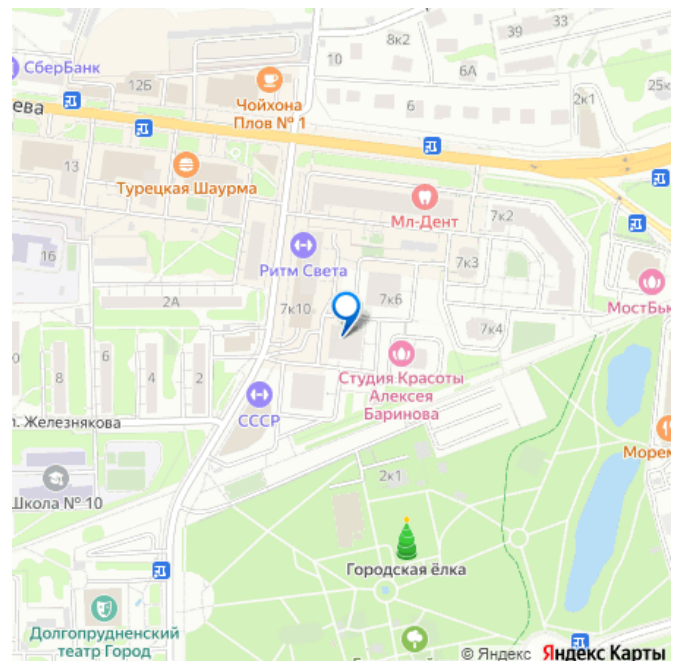 39
33
8к2
10
СберБанк
6А
12Б
25к
2к1
Чойхона
Плов № 1
6
ева
13
Турецкая Шаурма
Мл-Дент
7к2
16
Ритм Света
7к3
2А
7к10
7к6
МостБь
7к4
0
6
8
4
2
Студия Красоты
Алексея
Баринова
СССР
л. Железнякова
Морем
2к1
Школа № 10
Городская ёлка
Долгопрудненский
театр Город
© Яндекс Яндекс Карты